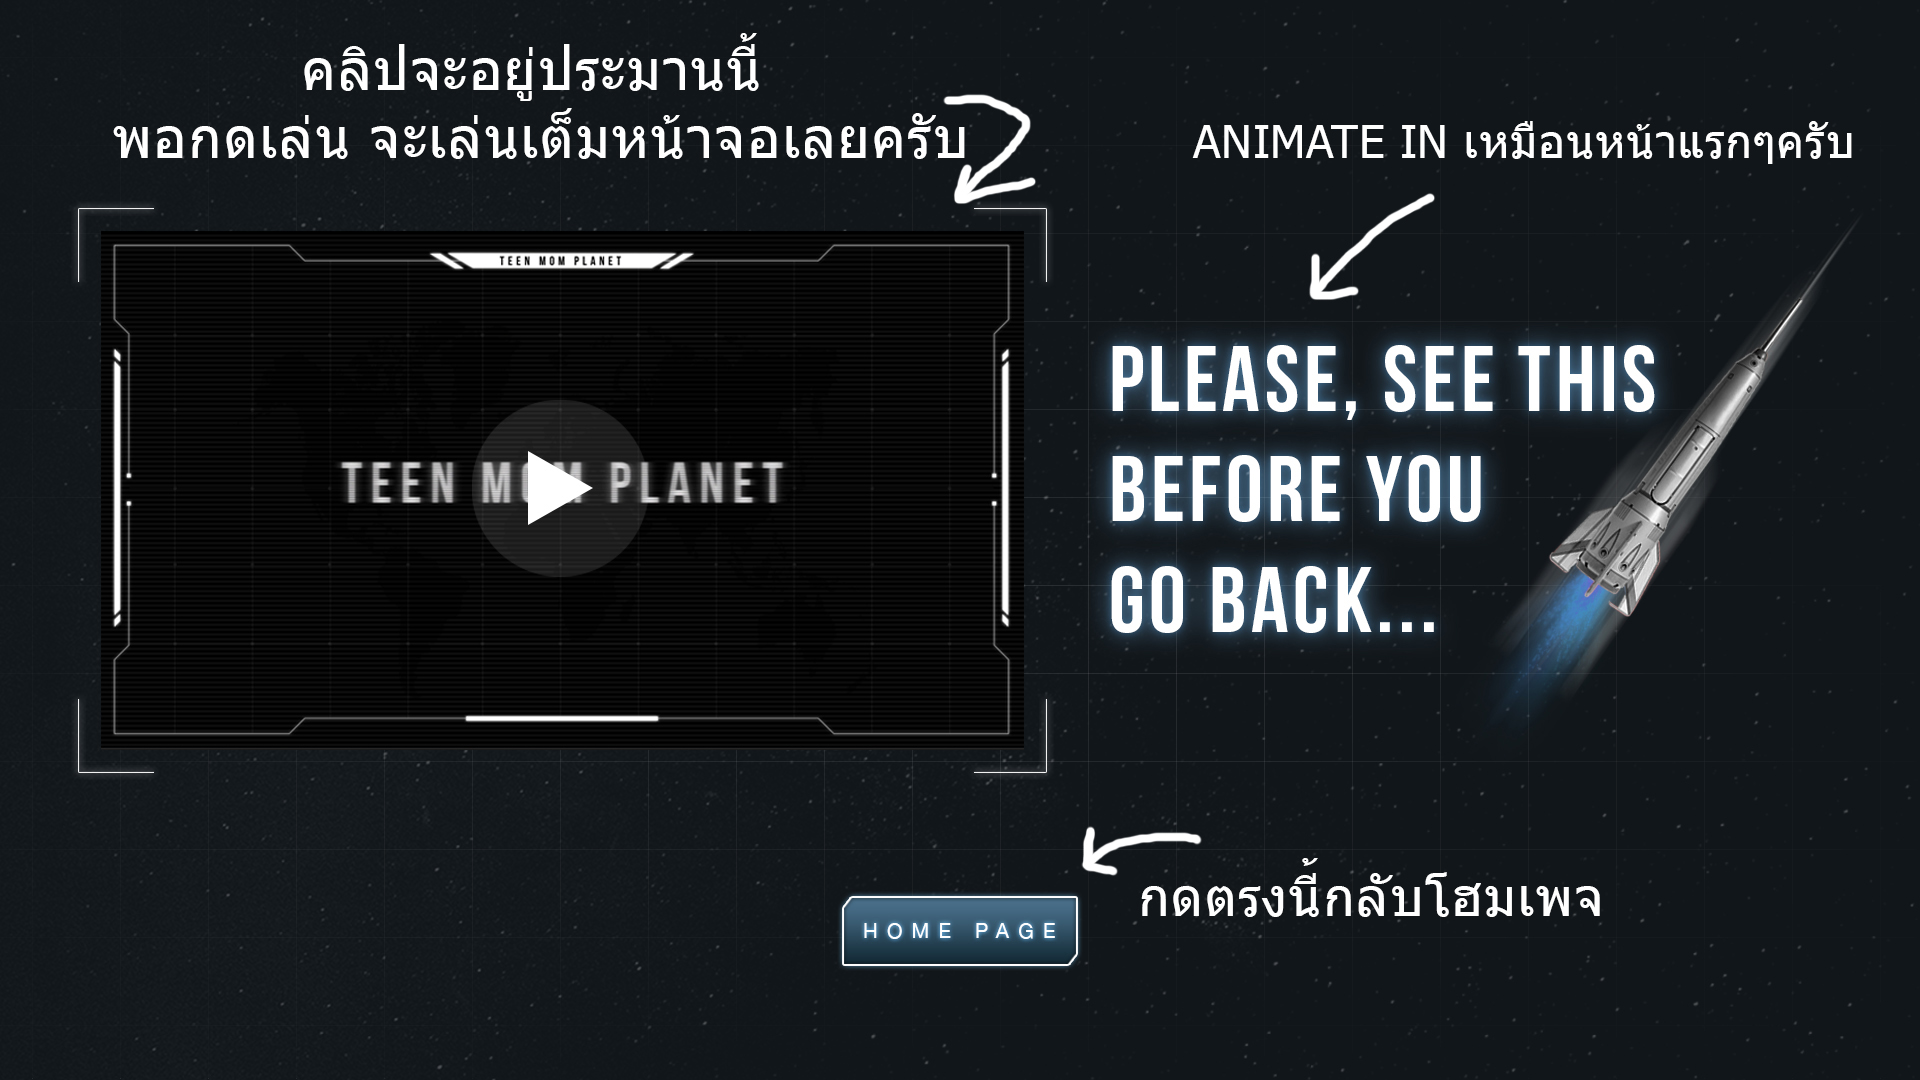 คลิปจะอยู่ประมานนี้
พอกดเล่น จะเล่นเต็มหน้าจอเลยครับ
ANIMATE IN เหมือนหน้าแรกๆครับ
TEEN MOM PLANET
TEEN MOM PLANET
PLEASE, SEE THIS
BEFORE YOU
GO BACK...
กดตรงนี้กลับโฮมเพจ
HOME PAGE